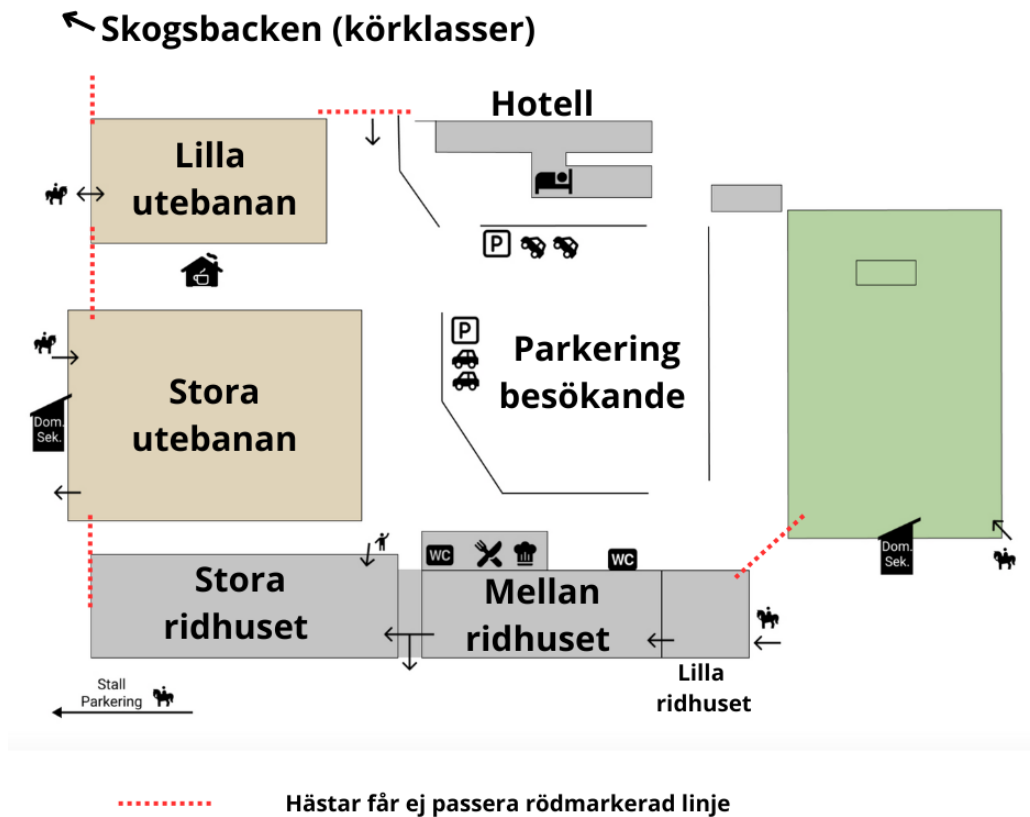 Skogsbacken (körklasser)
Hotell
Lilla
utebanan
P
P
Parkering
besökande
Stora
utebanan
Dom.
Sek.
Dom.
Sek.
WC
WC
Stora
ridhuset
Mellan
ridhuset
Lilla
ridhuset
Stall
Parkering
Hästar får ej passera rödmarkerad linje